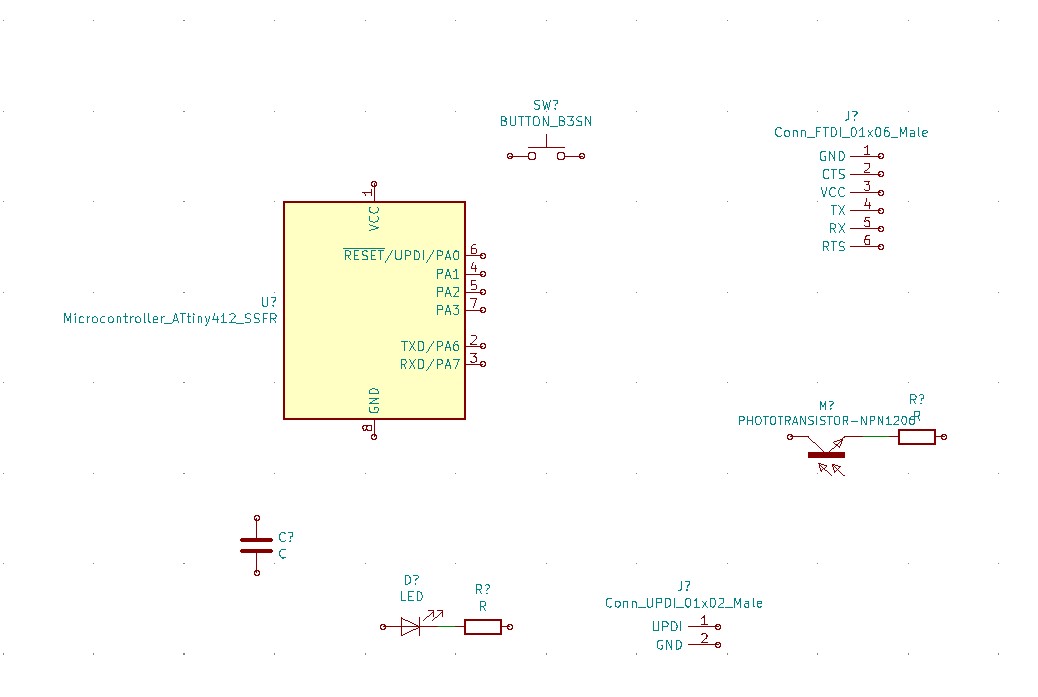 SW?
BUTTON_B3SN
J?
Conn_FTDI_01x06_Male
GND 1
CTS 2
VCC 3
TX 4
RX 5
RTS 6
1
VCC
RESET/UPDI/PA0 6
PA1 4
PA2 5
PA3 7
U?
Microcontroller_ATtiny412_SSFR
TXD/PA6 2
RXD/PA7 3
GND
8
M?
PHOTOTRANSISTOR-NPN1206
R?
R
C?
C
D?
LED
R?
R
J?
Conn_UPDI_01x02_Male
UPDI 1
GND 2